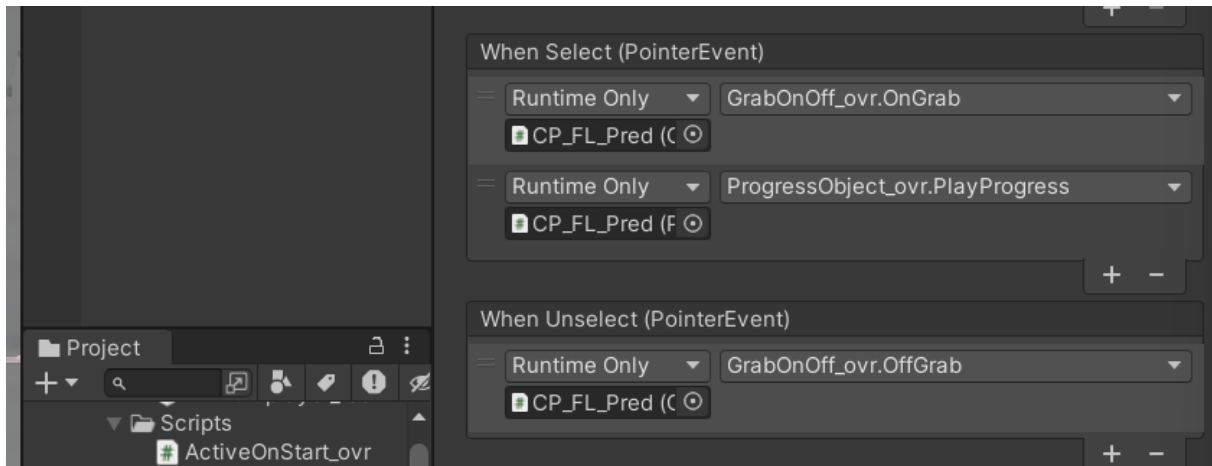 When Select (PointerEvent)
Runtime Only GrabOnOff_ovr.OnGrab
CP_FL_Pred (
Runtime Only ProgressObject_ovr.PlayProgress
CP_FL_Pred (
When Unselect (PointerEvent)
Runtime Only GrabOnOff_ovr.OffGrab
CP_FL_Pred (
Project
Scripts
ActiveOnStart_ovr